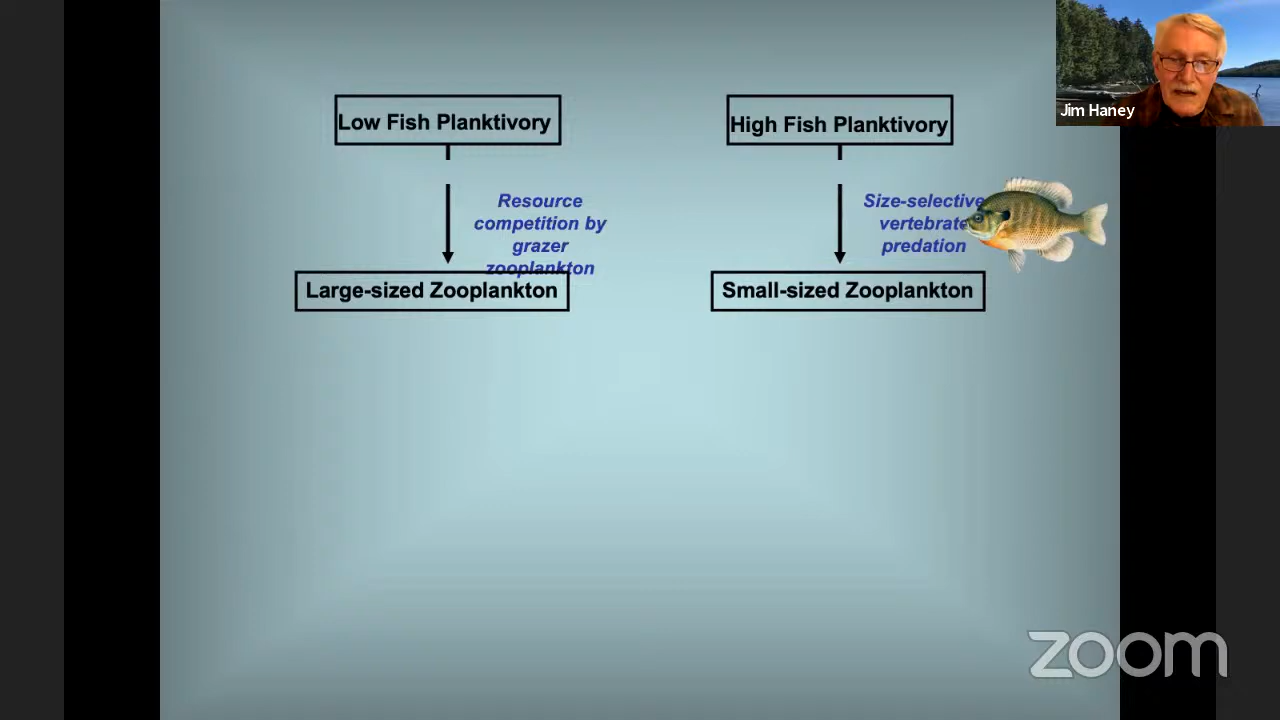 Low Fish Planktivory
High Fish Planktivory
Jim Haney
Resource
competition by
grazer
zooplankton
Size-selective
vertebrate
predation
Large-sized Zooplankton
Small-sized Zooplankton
zoom